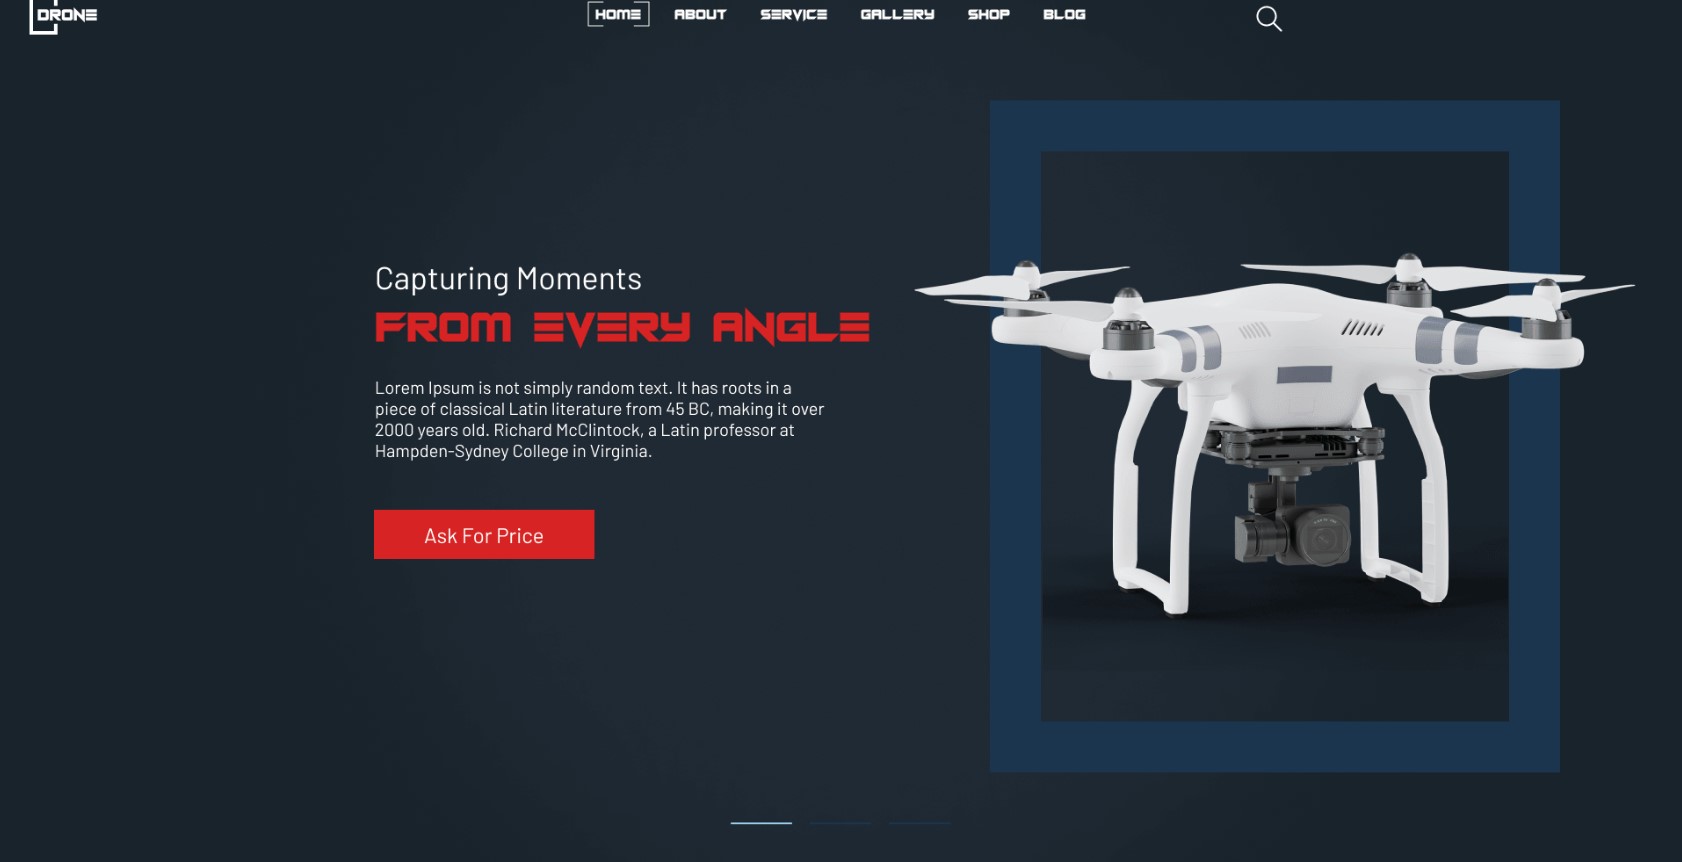 DRONE
HOME ABOUT SERVICE GALLERY SHOP BLOG
Capturing Moments
FROM EVERY ANGLE
Lorem Ipsum is not simply random text. It has roots in a
piece of classical Latin literature from 45 BC, making it over
2000 years old. Richard McClintock, a Latin professor at
Hampden-Sydney College in Virginia.
Ask For Price